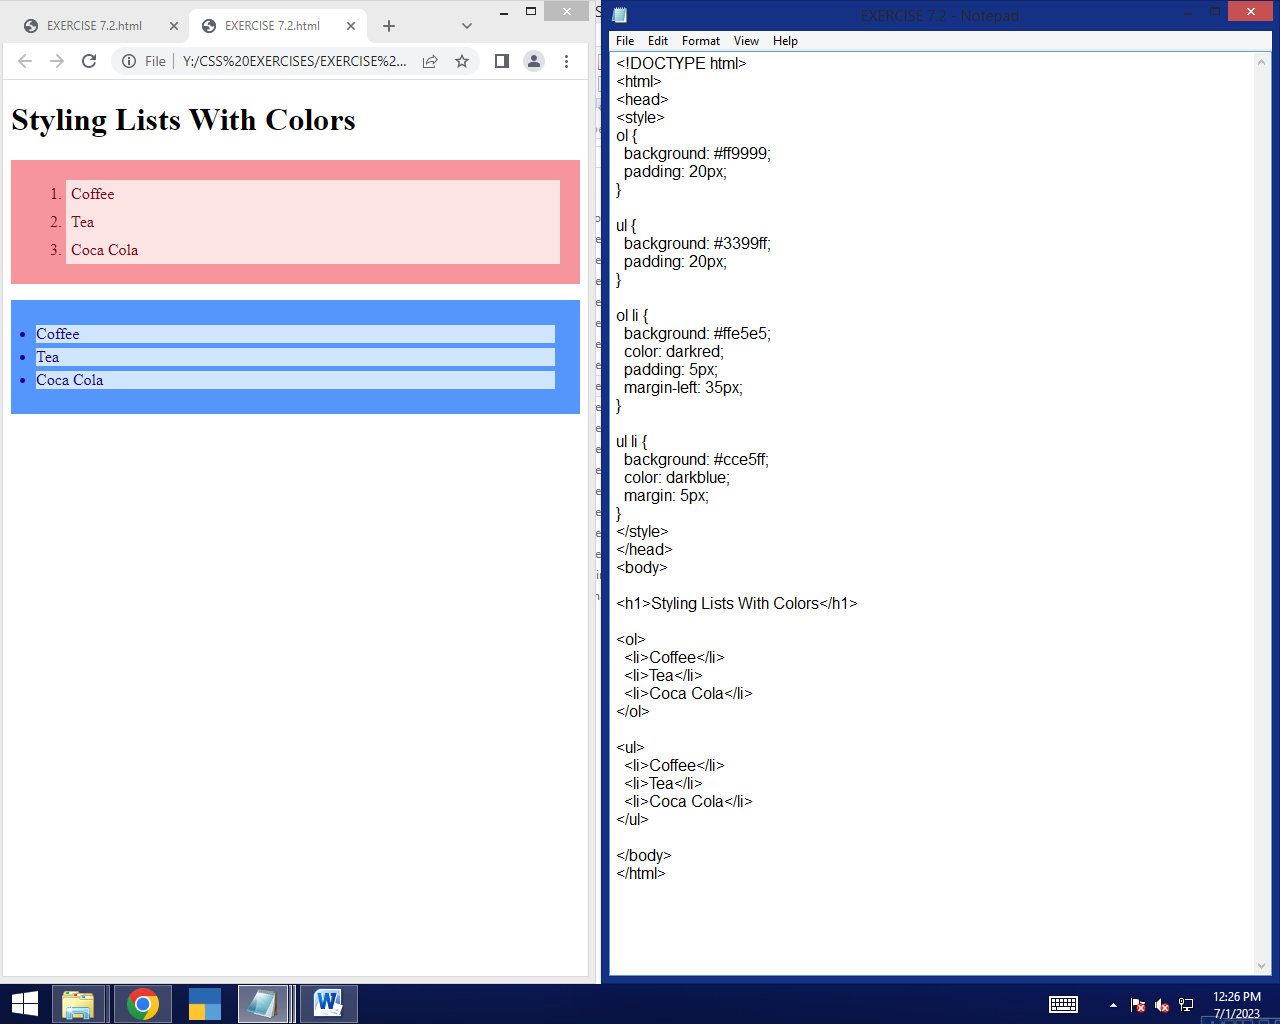 EXERCISE 7.2.html
EXERCISE 7.2.html
File
Y:/CSS%20EXERCISES/EXERCISE%2...
Styling Lists With Colors
1. Coffee
2. Tea
3. Coca Cola
• Coffee
• Tea
• Coca Cola
EXERCISE 7.2 - Notepad
File Edit Format View Help
<!DOCTYPE html>
<html>
<head>
<style>
ol {
  background: #ff9999;
  padding: 20px;
}
ul {
  background: #3399ff;
  padding: 20px;
}
ol li {
  background: #ffe5e5;
  color: darkred;
  padding: 5px;
  margin-left: 35px;
}
ul li {
  background: #cce5ff;
  color: darkblue;
  margin: 5px;
}
</style>
</head>
<body>
<h1>Styling Lists With Colors</h1>
<ol>
  <li>Coffee</li>
  <li>Tea</li>
  <li>Coca Cola</li>
</ol>
<ul>
  <li>Coffee</li>
  <li>Tea</li>
  <li>Coca Cola</li>
</ul>
</body>
</html>
12:26 PM
7/1/2023